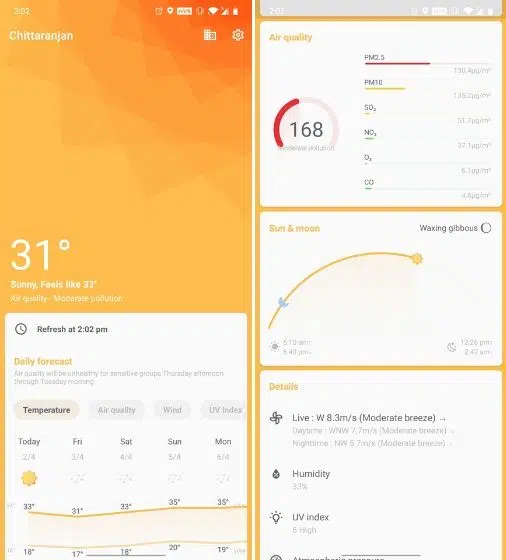 2:02
Chittaranjan
31°
Sunny, Feels like 33°
Air quality - Moderate pollution
Refresh at 2:02 pm
Daily forecast
Air quality will be unhealthy for sensitive groups Thursday afternoon
through Tuesday morning
Temperature
Air quality
Wind
UV Index
Today Fri Sat Sun Mon
2/4 3/4 4/4 5/4 6/4
33° 31° 33° 35° 35°
18° 17° 18° 20° 19°
2:02
Air quality
168
Moderate pollution
PM2.5
130.4µg/m³
PM10
135.2µg/m³
SO₂
51.7µg/m³
NO₂
37.1µg/m³
O₃
6.1µg/m³
CO
4.6µg/m³
Sun & moon
Waxing gibbous
5:10 am↑
5:40 pm↓
12:26 pm↑
2:42 am↓
Details
Live : W 8.3m/s (Moderate breeze) →
Daytime : WNW 7.7m/s (Moderate breeze)
Nighttime : NW 5.7m/s (Moderate breeze)
Humidity
33%
UV index
6 High
Atmospheric pressure